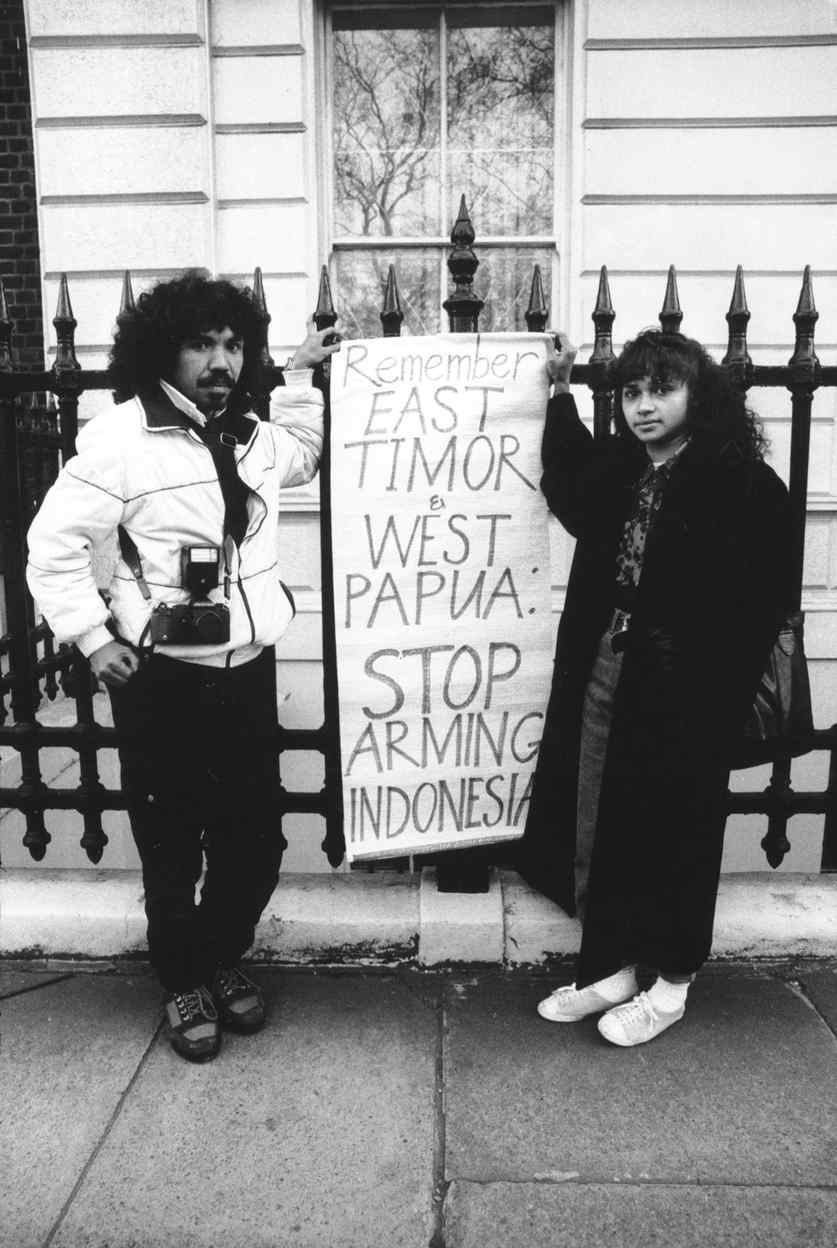 Remember
EAST
TIMOR
&
WEST
PAPUA:
STOP
ARMING
INDONESIA